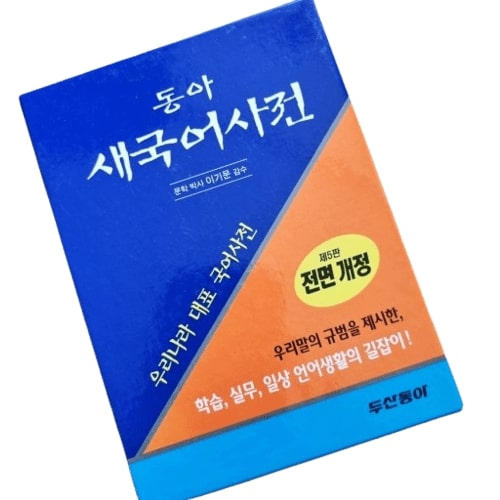 동아
새국어사전
문학 박사 이기문 감수
우리나라 대표 국어사전
제5판
전면 개정
우리말의 규범을 제시한,
학습, 실무, 일상 언어생활의 길잡이!
두산동아